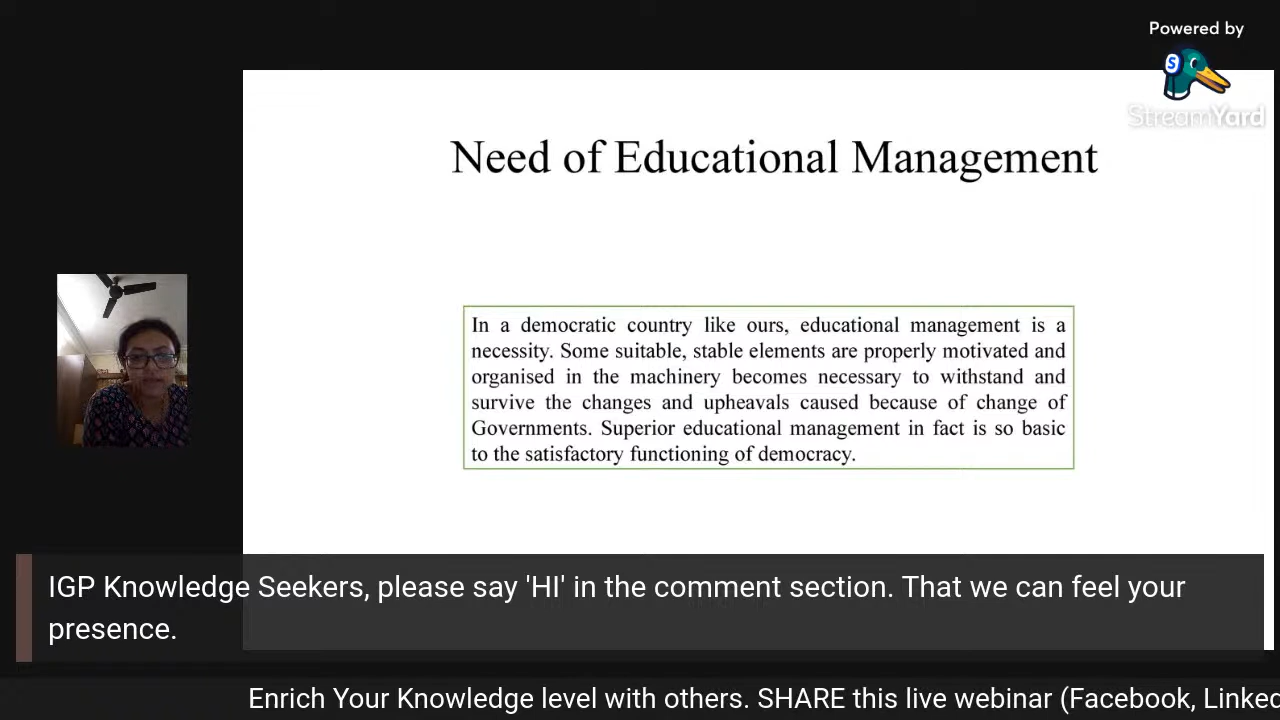 Powered by
StreamYard
Need of Educational Management
In a democratic country like ours, educational management is a
necessity. Some suitable, stable elements are properly motivated and
organised in the machinery becomes necessary to withstand and
survive the changes and upheavals caused because of change of
Governments. Superior educational management in fact is so basic
to the satisfactory functioning of democracy.
IGP Knowledge Seekers, please say 'HI' in the comment section. That we can feel your
presence.
Enrich Your Knowledge level with others. SHARE this live webinar (Facebook, Linked